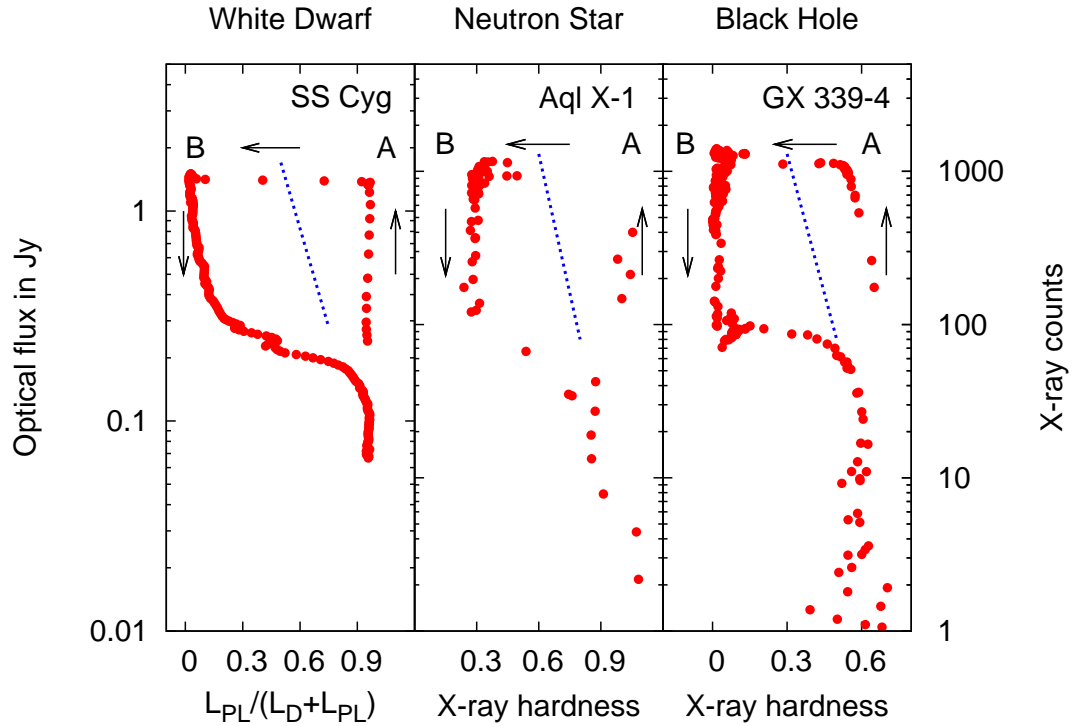 White Dwarf Neutron Star Black Hole
SS Cyg Aql X-1 GX 339-4
B A B A B A
1000
1
100
0.1
10
0.01 1
Optical flux in Jy
X-ray counts
0 0.3 0.6 0.9 0.3 0.6 0.9 0 0.3 0.6
L_PL/(L_D+L_PL) X-ray hardness X-ray hardness